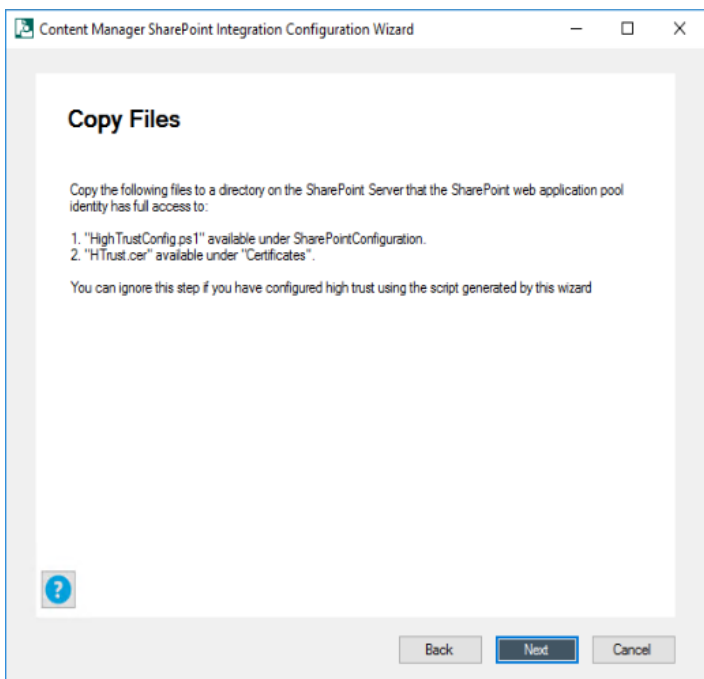 Content Manager SharePoint Integration Configuration Wizard
Copy Files
Copy the following files to a directory on the SharePoint Server that the SharePoint web application pool
identity has full access to:
1. "HighTrustConfig.ps1" available under SharePointConfiguration.
2. "HTrust.cer" available under "Certificates".
You can ignore this step if you have configured high trust using the script generated by this wizard
?
Back
Next
Cancel